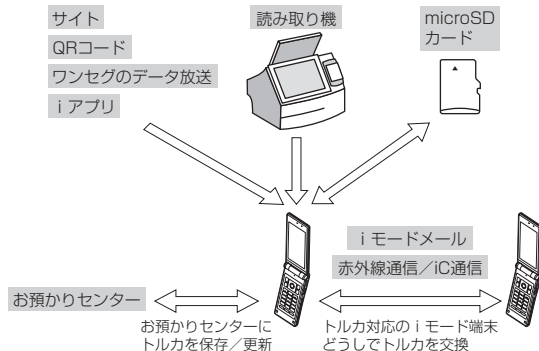 サイト
QRコード
ワンセグのデータ放送
ｉアプリ
読み取り機
microSD
カード
ｉモードメール
赤外線通信／iC通信
お預かりセンター
お預かりセンターに
トルカを保存／更新
トルカ対応のｉモード端末
どうしでトルカを交換